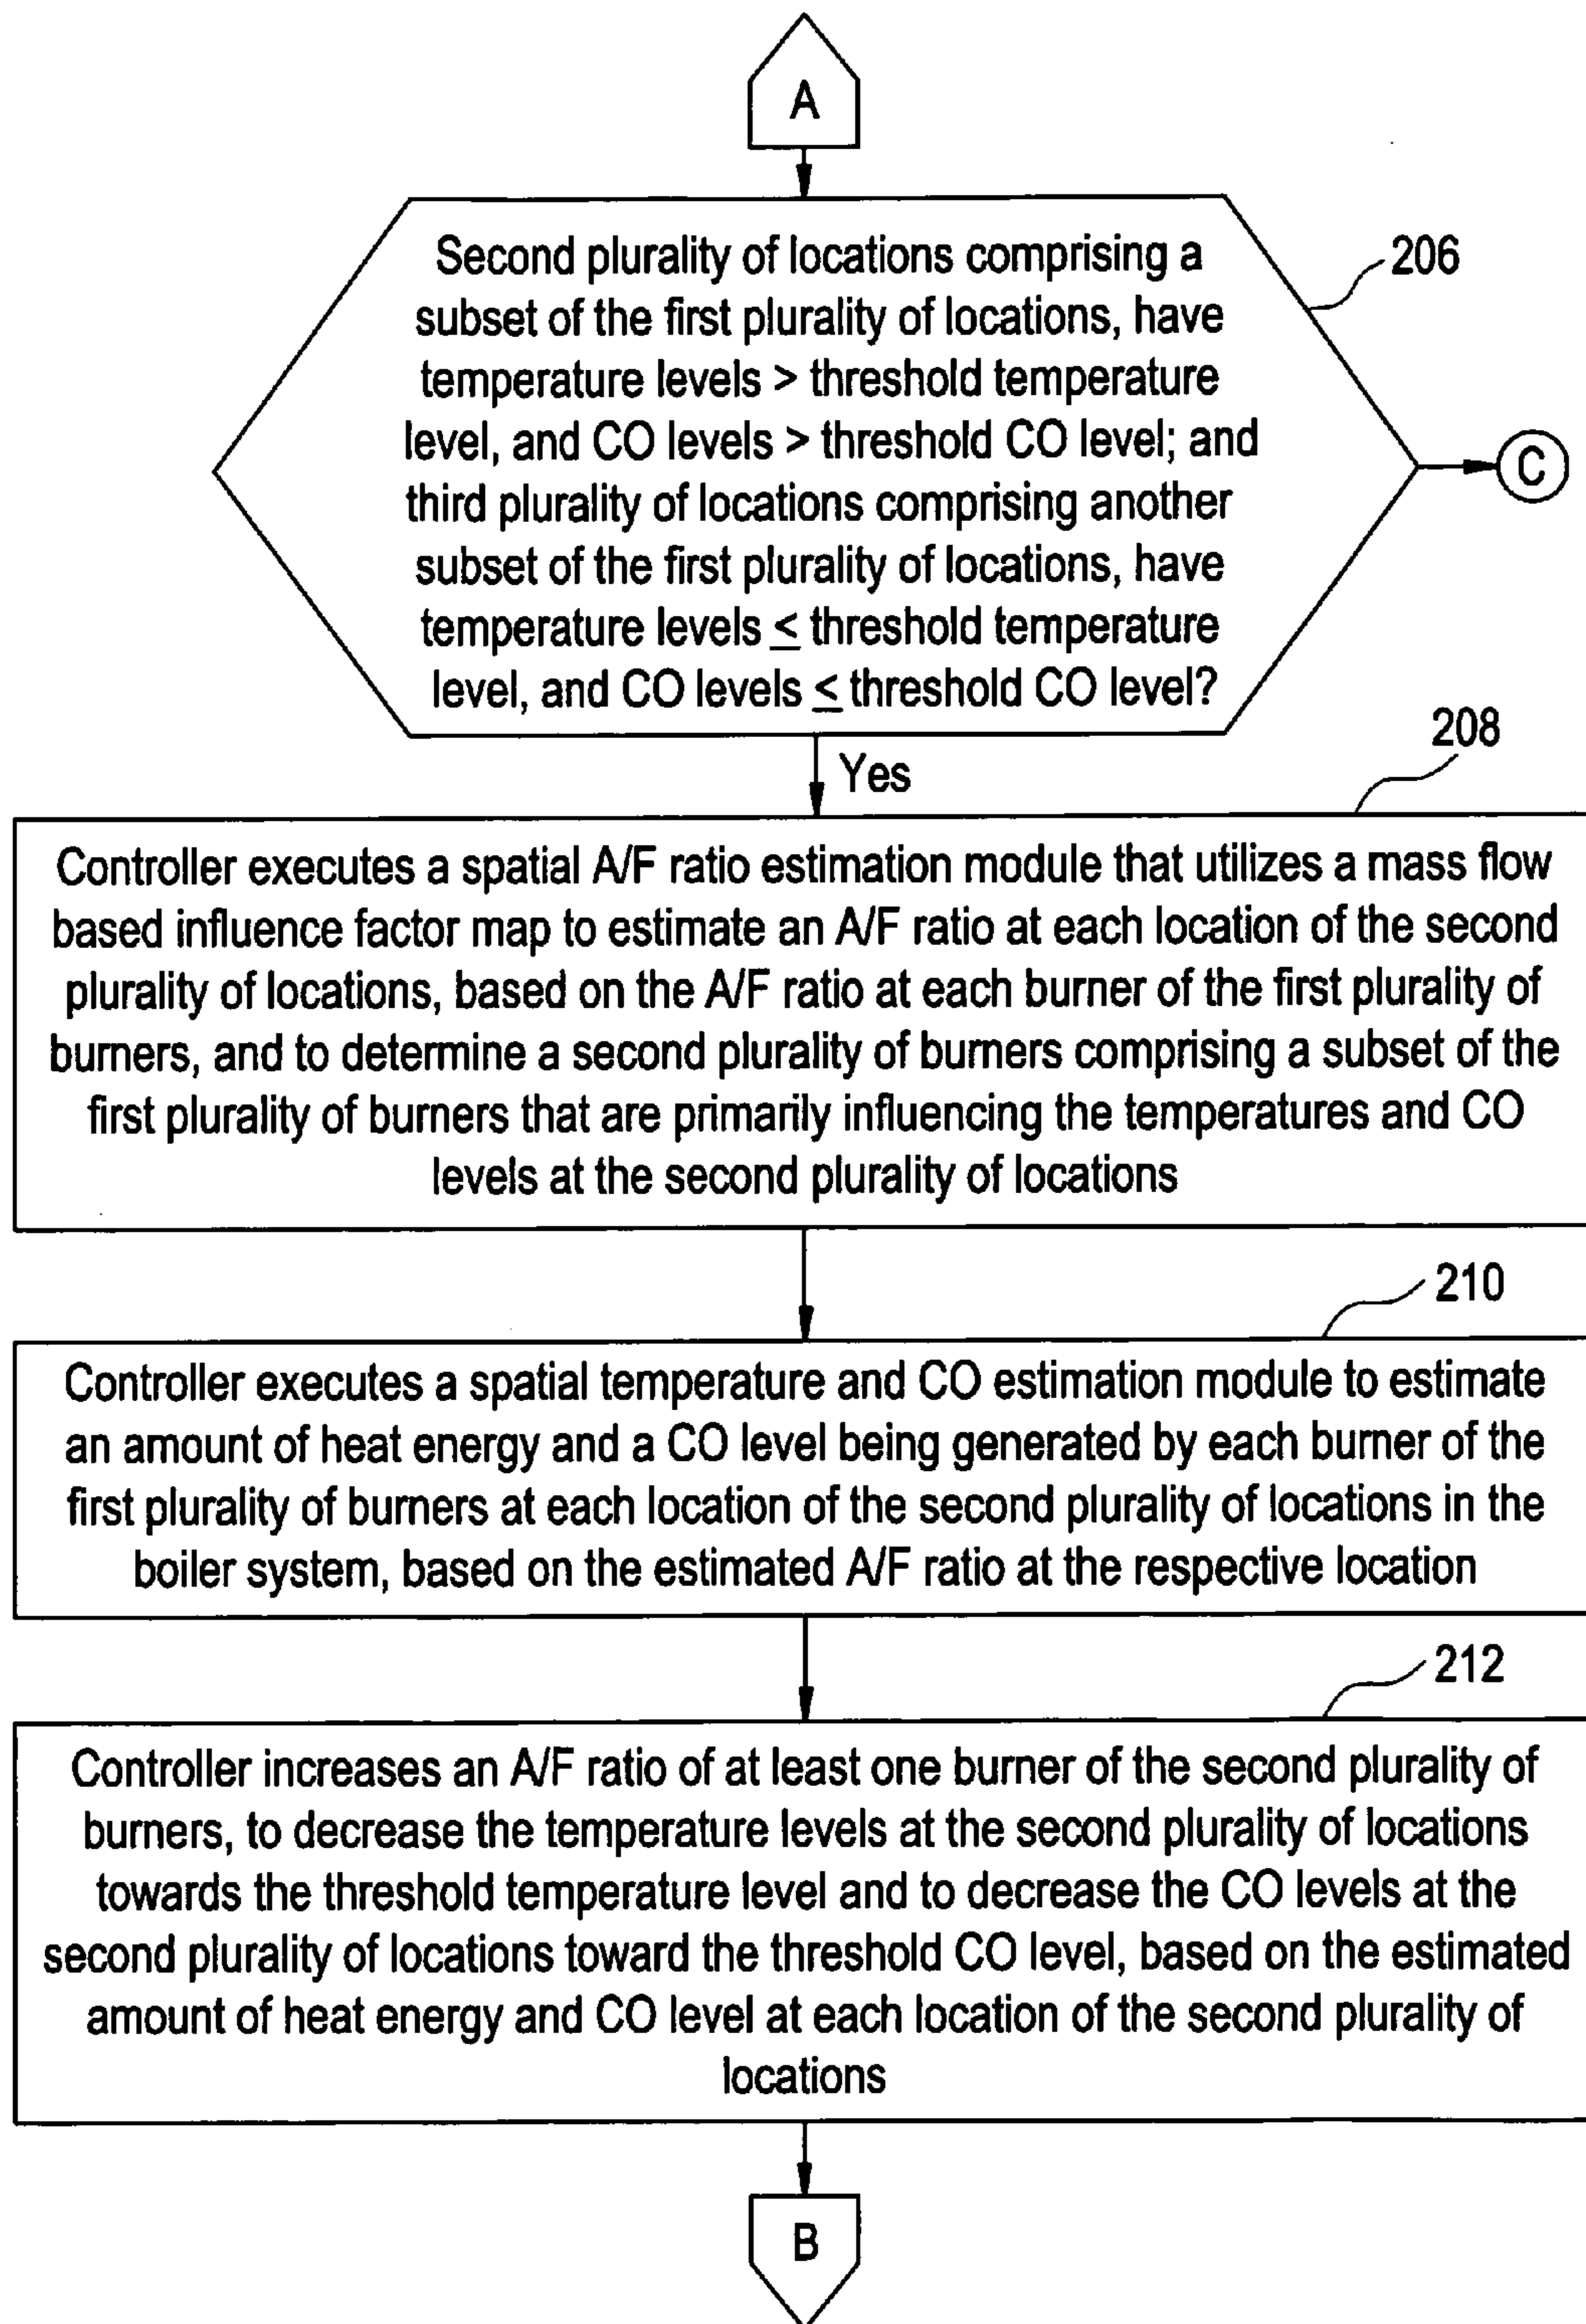 A
Second plurality of locations comprising a
subset of the first plurality of locations, have
temperature levels > threshold temperature
level, and CO levels > threshold CO level; and
third plurality of locations comprising another
subset of the first plurality of locations, have
temperature levels ≤ threshold temperature
level, and CO levels ≤ threshold CO level?
206
C
Yes
208
Controller executes a spatial A/F ratio estimation module that utilizes a mass flow
based influence factor map to estimate an A/F ratio at each location of the second
plurality of locations, based on the A/F ratio at each burner of the first plurality of
burners, and to determine a second plurality of burners comprising a subset of the
first plurality of burners that are primarily influencing the temperatures and CO
levels at the second plurality of locations
210
Controller executes a spatial temperature and CO estimation module to estimate
an amount of heat energy and a CO level being generated by each burner of the
first plurality of burners at each location of the second plurality of locations in the
boiler system, based on the estimated A/F ratio at the respective location
212
Controller increases an A/F ratio of at least one burner of the second plurality of
burners, to decrease the temperature levels at the second plurality of locations
towards the threshold temperature level and to decrease the CO levels at the
second plurality of locations toward the threshold CO level, based on the estimated
amount of heat energy and CO level at each location of the second plurality of
locations
B